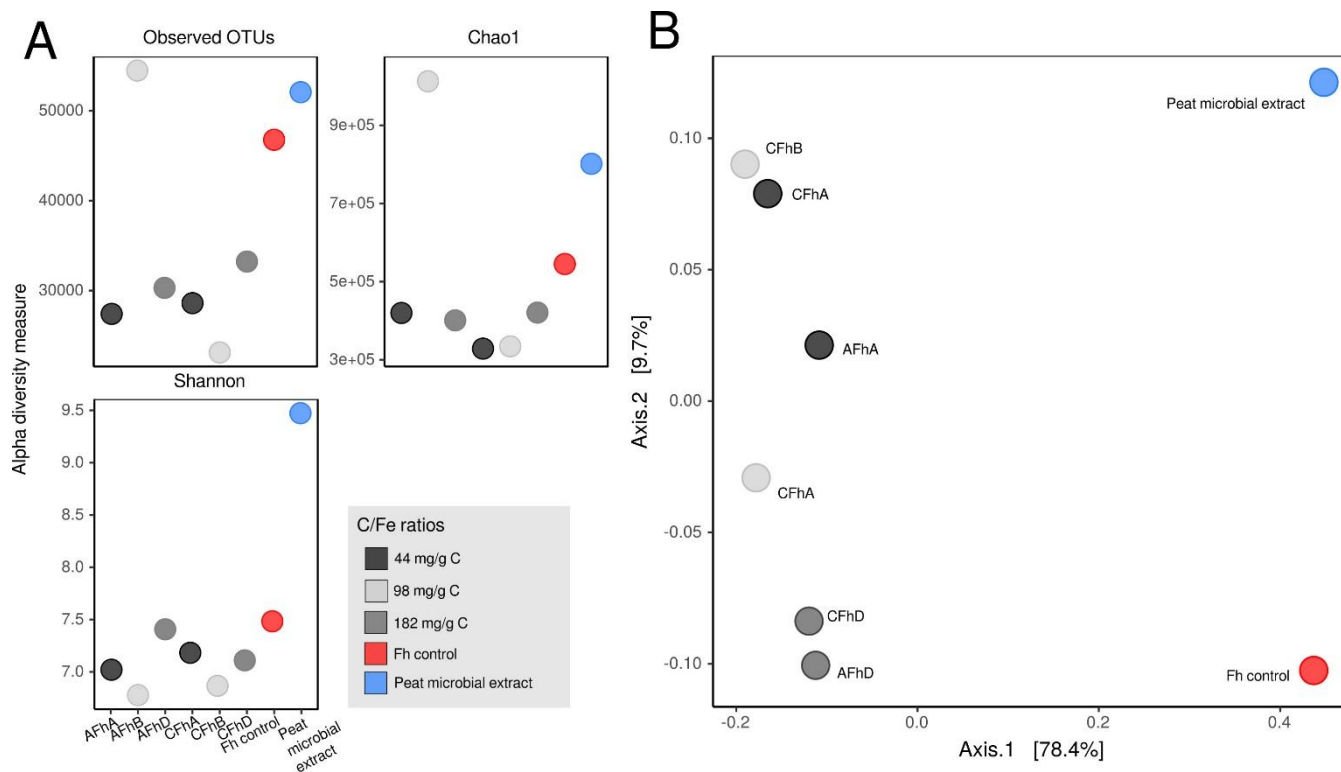 A
Observed OTUs
Chao1
50000
40000
30000
9e+05
7e+05
5e+05
3e+05
Alpha diversity measure
Shannon
9.5
9.0
8.5
8.0
7.5
7.0
AFhA
AFhB
AFhD
CFhA
CFhB
CFhD
Fh control
Peat
microbial
extract
C/Fe ratios
44 mg/g C
98 mg/g C
182 mg/g C
Fh control
Peat microbial extract
B
Peat microbial extract
CFhB
CFhA
AFhA
CFhA
CFhD
AFhD
Fh control
0.10
0.05
0.00
-0.05
-0.10
Axis.2 [9.7%]
-0.2
0.0
0.2
0.4
Axis.1 [78.4%]